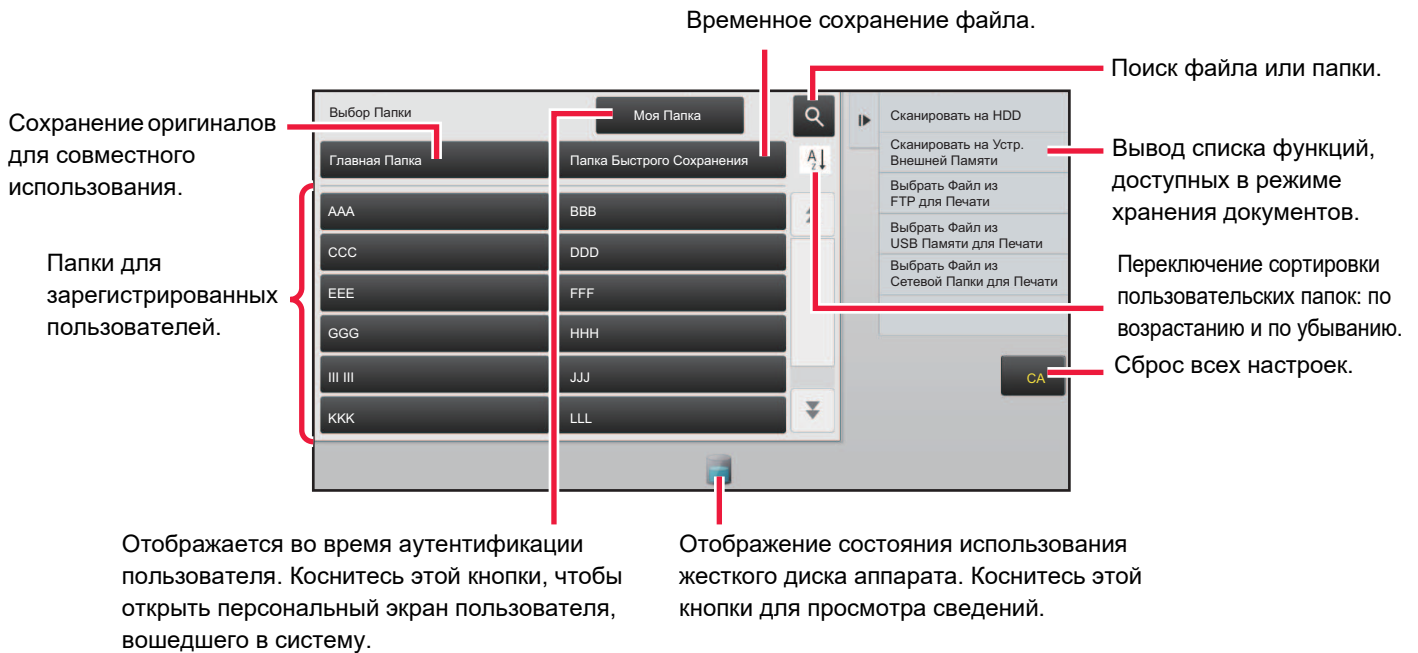 Временное сохранение файла.
Поиск файла или папки.
Сохранение оригиналов
для совместного
использования.
Выбор Папки
Моя Папка
Сканировать на HDD
Главная Папка
Папка Быстрого Сохранения
A
Z
Сканировать на Устр.
Внешней Памяти
Вывод списка функций,
доступных в режиме
хранения документов.
Выбрать Файл из
FTP для Печати
Выбрать Файл из
USB Памяти для Печати
Выбрать Файл из
Сетевой Папки для Печати
Папки для
зарегистрированных
пользователей.
AAA
BBB
CCC
DDD
EEE
FFF
GGG
HHH
III III
JJJ
KKK
LLL
Переключение сортировки
пользовательских папок: по
возрастанию и по убыванию.
CA
Сброс всех настроек.
Отображается во время аутентификации
пользователя. Коснитесь этой кнопки, чтобы
открыть персональный экран пользователя,
вошедшего в систему.
Отображение состояния использования
жесткого диска аппарата. Коснитесь этой
кнопки для просмотра сведений.